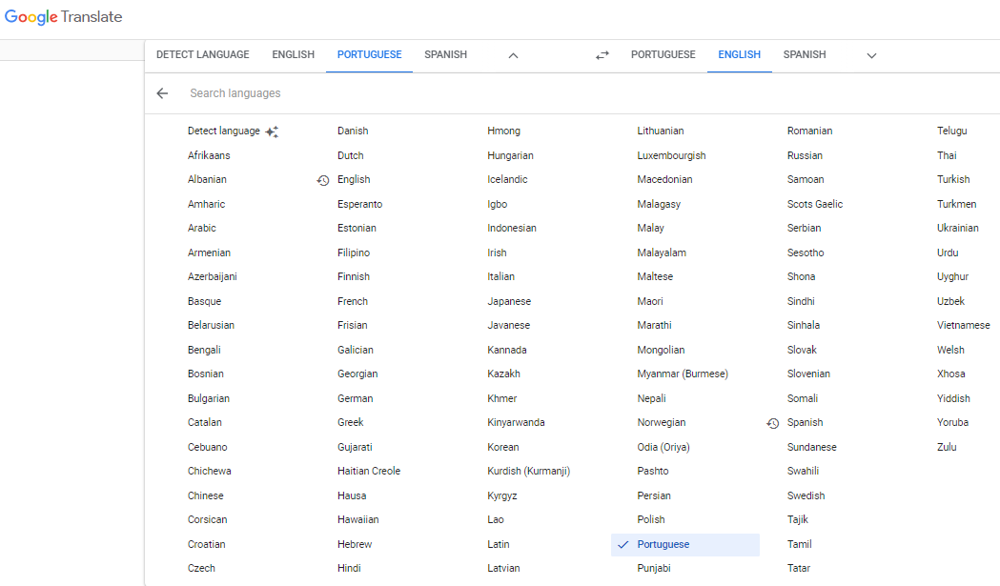 Google Translate
DETECT LANGUAGE ENGLISH PORTUGUESE SPANISH PORTUGUESE ENGLISH SPANISH
Search languages
Detect language Danish Hmong Lithuanian Romanian Telugu
Afrikaans Dutch Hungarian Luxembourgish Russian Thai
Albanian English Icelandic Macedonian Samoan Turkish
Amharic Esperanto Igbo Malagasy Scots Gaelic Turkmen
Arabic Estonian Indonesian Malay Serbian Ukrainian
Armenian Filipino Irish Malayalam Sesotho Urdu
Azerbaijani Finnish Italian Maltese Shona Uyghur
Basque French Japanese Maori Sindhi Uzbek
Belarusian Frisian Javanese Marathi Sinhala Vietnamese
Bengali Galician Kannada Mongolian Slovak Welsh
Bosnian Georgian Kazakh Myanmar (Burmese) Slovenian Xhosa
Bulgarian German Khmer Nepali Somali Yiddish
Catalan Greek Kinyarwanda Norwegian Spanish Yoruba
Cebuano Gujarati Korean Odia (Oriya) Sundanese Zulu
Chichewa Haitian Creole Kurdish (Kurmanji) Pashto Swahili
Chinese Hausa Kyrgyz Persian Swedish
Corsican Hawaiian Lao Polish Tajik
Croatian Hebrew Latin Portuguese Tamil
Czech Hindi Latvian Punjabi Tatar